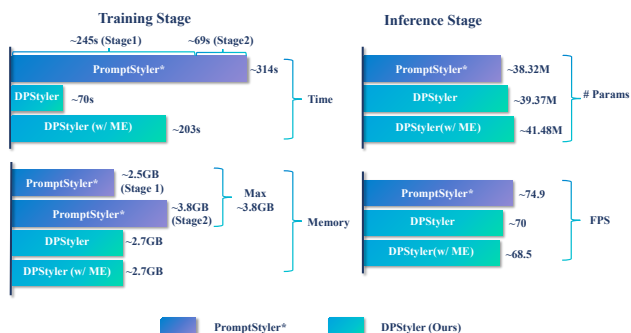 Training Stage
~245s (Stage1)
~69s (Stage2)
PromptStyler*
~314s
DPStyler
~70s
DPStyler (w/ ME)
~203s
Time
PromptStyler*
~2.5GB
(Stage 1)
PromptStyler*
~3.8GB
(Stage2)
Max
~3.8GB
DPStyler
~2.7GB
DPStyler (w/ ME)
~2.7GB
Memory
Inference Stage
PromptStyler*
~38.32M
DPStyler
~39.37M
DPStyler(w/ ME)
~41.48M
# Params
PromptStyler*
~74.9
DPStyler
~70
DPStyler(w/ ME)
~68.5
FPS
PromptStyler*
DPStyler (Ours)